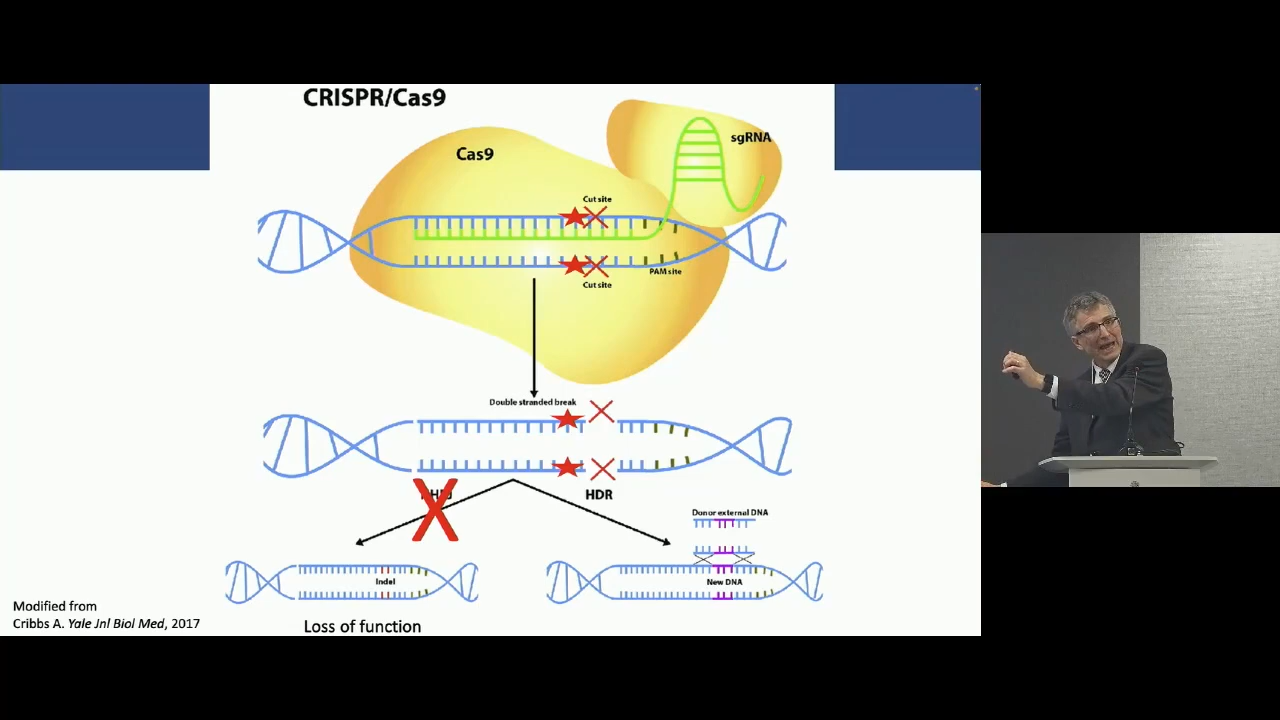 CRISPR/Cas9
sgRNA
Cas9
Cut site
PAM site
Cut site
Double stranded break
HDR
Donor external DNA
Indel
New DNA
Modified from
Cribbs A. Yale Jnl Biol Med, 2017
Loss of function